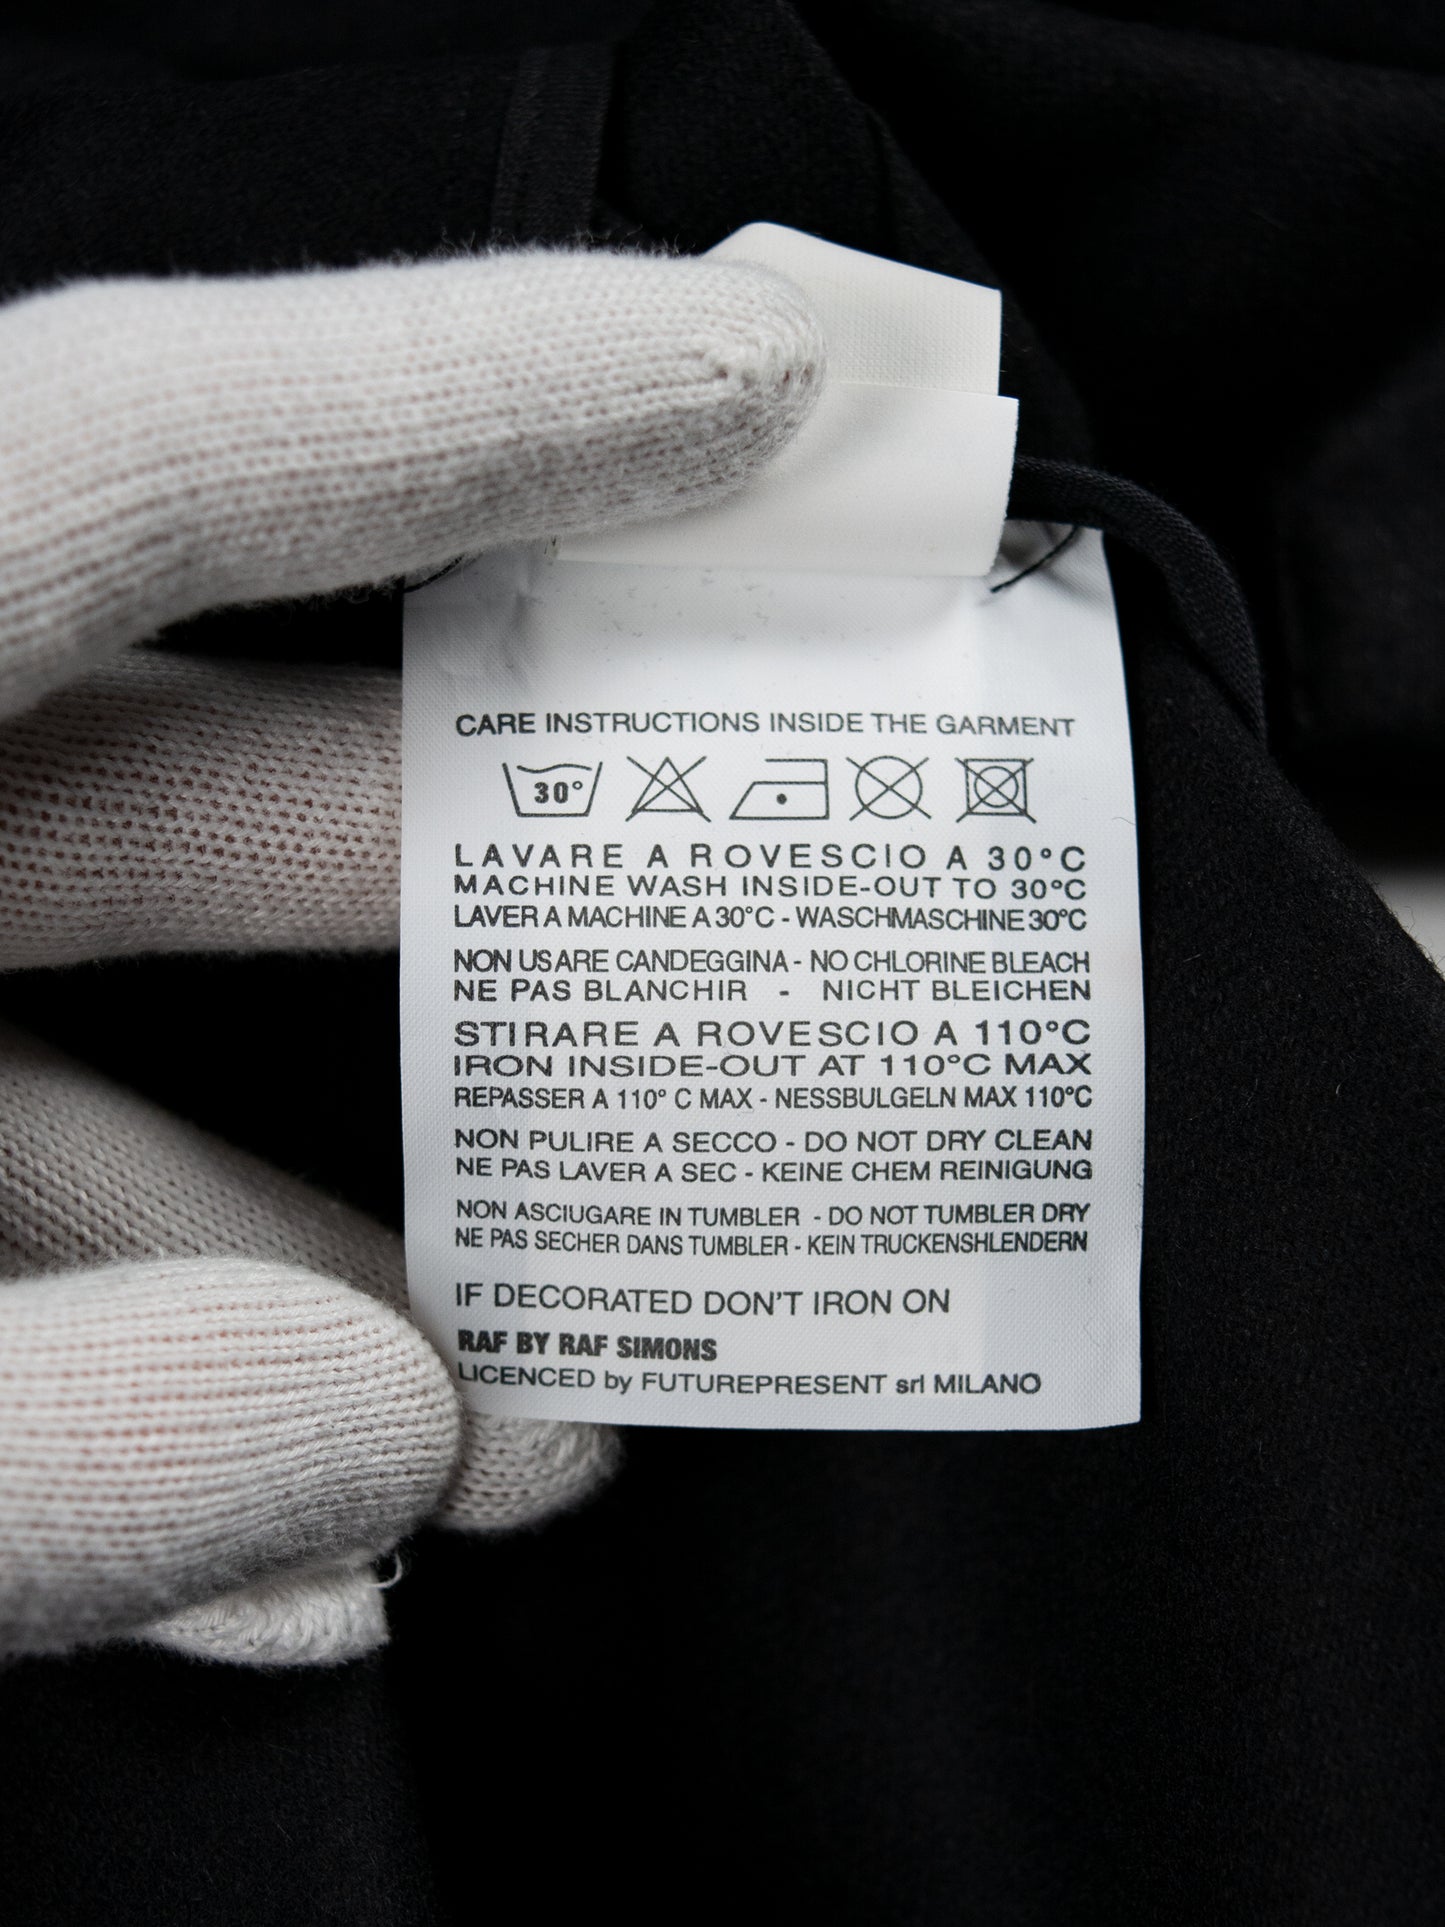 CARE INSTRUCTIONS INSIDE THE GARMENT
30°
LAVARE A ROVESCIO A 30°C
MACHINE WASH INSIDE-OUT TO 30°C
LAVER A MACHINE A 30°C - WASCHMASCHINE 30°C
NON USARE CANDEGGINA - NO CHLORINE BLEACH
NE PAS BLANCHIR - NICHT BLEICHEN
STIRARE A ROVESCIO A 110°C
IRON INSIDE-OUT AT 110°C MAX
REPASSER A 110° C MAX - NESSBULGELN MAX 110°C
NON PULIRE A SECCO - DO NOT DRY CLEAN
NE PAS LAVER A SEC - KEINE CHEM REINIGUNG
NON ASCIUGARE IN TUMBLER - DO NOT TUMBLER DRY
NE PAS SECHER DANS TUMBLER - KEIN TRUCKENSHLENDERN
IF DECORATED DON'T IRON ON
RAF BY RAF SIMONS
LICENCED by FUTUREPRESENT srl MILANO